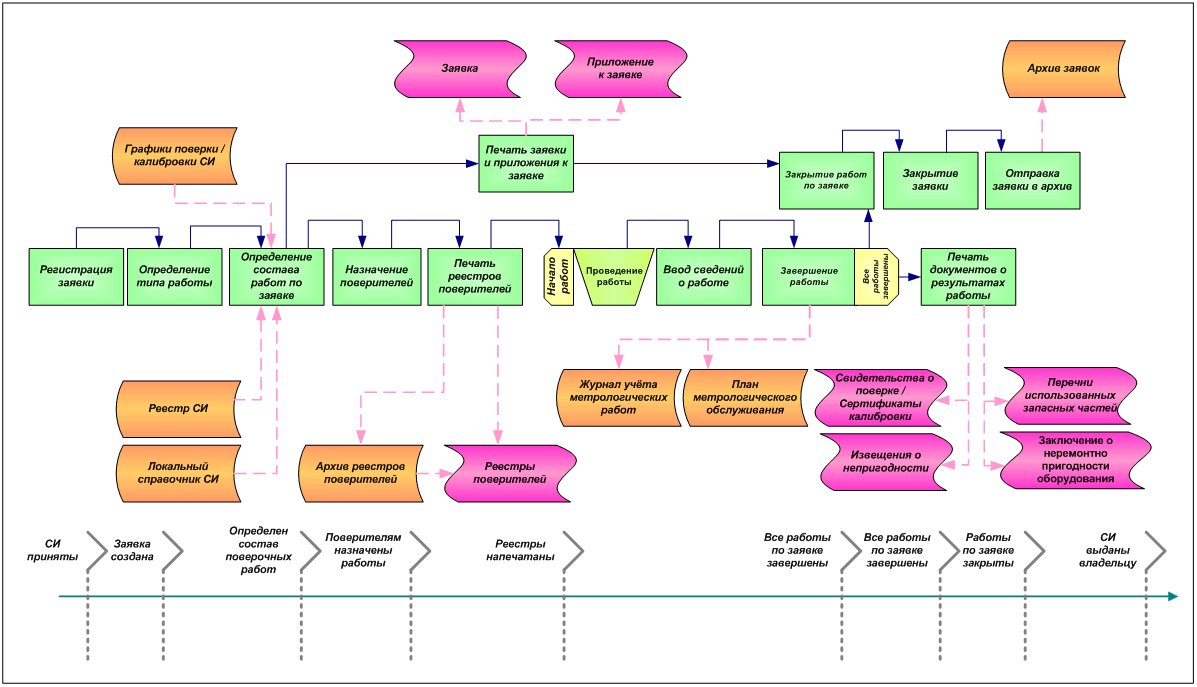 Заявка
Приложение
к заявке
Архив заявок
Графики поверки /
калибровки СИ
Печать заявки
и приложения к
заявке
Закрытие работ
по заявке
Закрытие
заявки
Отправка
заявки в архив
Регистрация
заявки
Определение
типа работы
Определение
состава
работ по
заявке
Назначение
поверителей
Печать
реестров
поверителей
Начало
работ
Проведение
работы
Ввод сведений
о работе
Завершение
работы
Все
работы
завершены
Печать
документов о
результатах
работы
Реестр СИ
Локальный
справочник СИ
Архив реестров
поверителей
Реестры
поверителей
Журнал учёта
метрологических
работ
План
метрологического
обслуживания
Свидетельства о
поверке /
Сертификаты
калибровки
Извещения о
непригодности
Перечни
использованных
запасных частей
Заключение о
неремонто
пригодности
оборудования
СИ
приняты
Заявка
создана
Определен
состав
поверочных
работ
Поверителям
назначены
работы
Реестры
напечатаны
Все работы
по заявке
завершены
Все работы
по заявке
завершены
Работы
по заявке
закрыты
СИ
выданы
владельцу